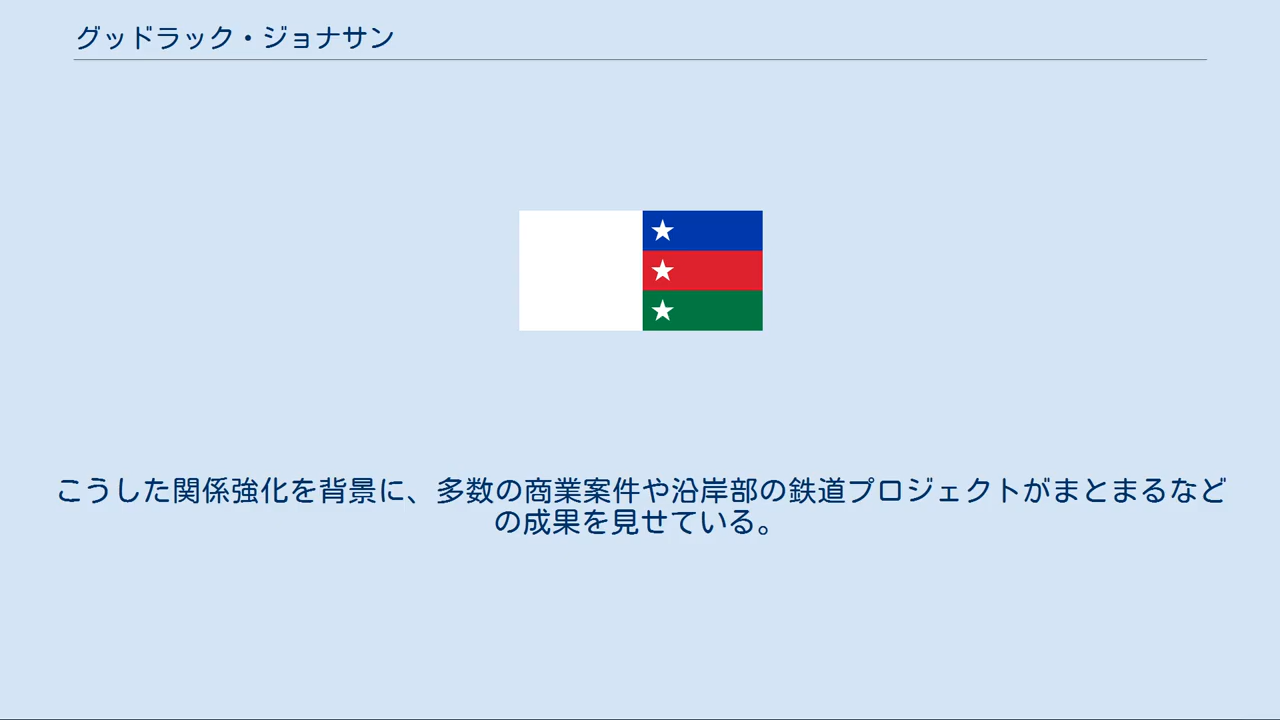 グッドラック・ジョナサン
こうした関係強化を背景に、多数の商業案件や沿岸部の鉄道プロジェクトがまとまるなど
の成果を見せている。